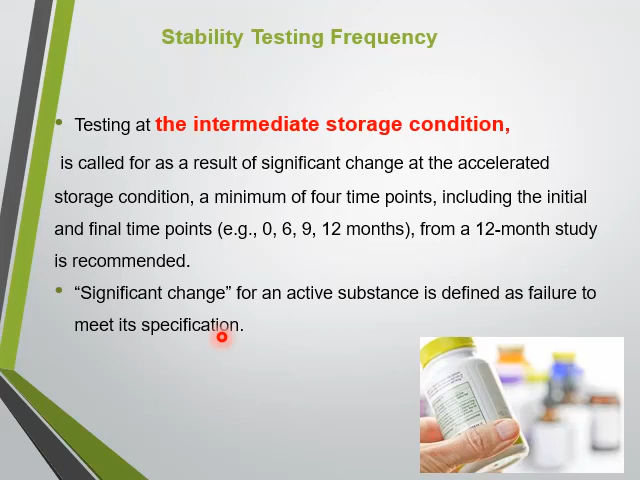 Stability Testing Frequency
• Testing at the intermediate storage condition,
is called for as a result of significant change at the accelerated
storage condition, a minimum of four time points, including the initial
and final time points (e.g., 0, 6, 9, 12 months), from a 12-month study
is recommended.
• “Significant change” for an active substance is defined as failure to
meet its specification.